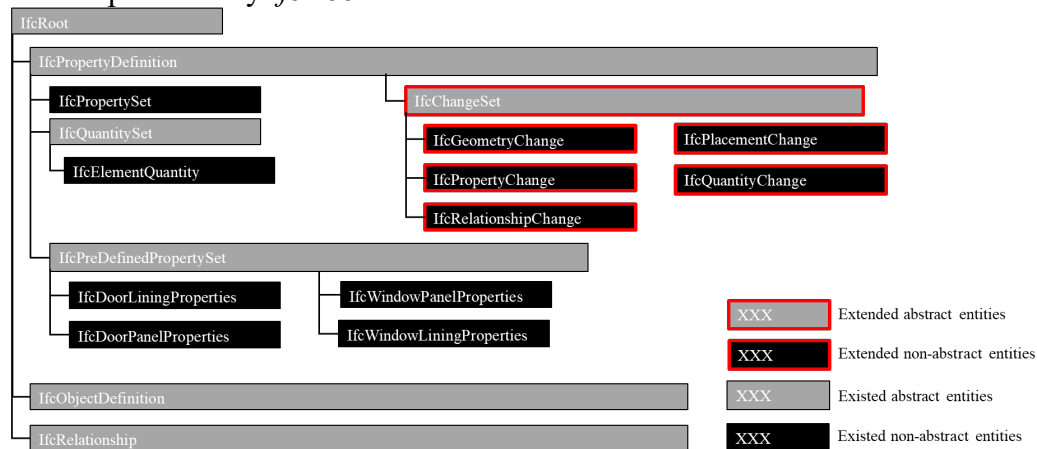 IfcRoot
IfcPropertyDefinition
IfcPropertySet
IfcChangeSet
IfcQuantitySet
IfcGeometryChange
IfcPlacementChange
IfcElementQuantity
IfcPropertyChange
IfcQuantityChange
IfcRelationshipChange
IfcPreDefinedPropertySet
IfcDoorLiningProperties
IfcWindowPanelProperties
IfcDoorPanelProperties
IfcWindowLiningProperties
XXX Extended abstract entities
XXX Extended non-abstract entities
IfcObjectDefinition
XXX Existed abstract entities
IfcRelationship
XXX Existed non-abstract entities